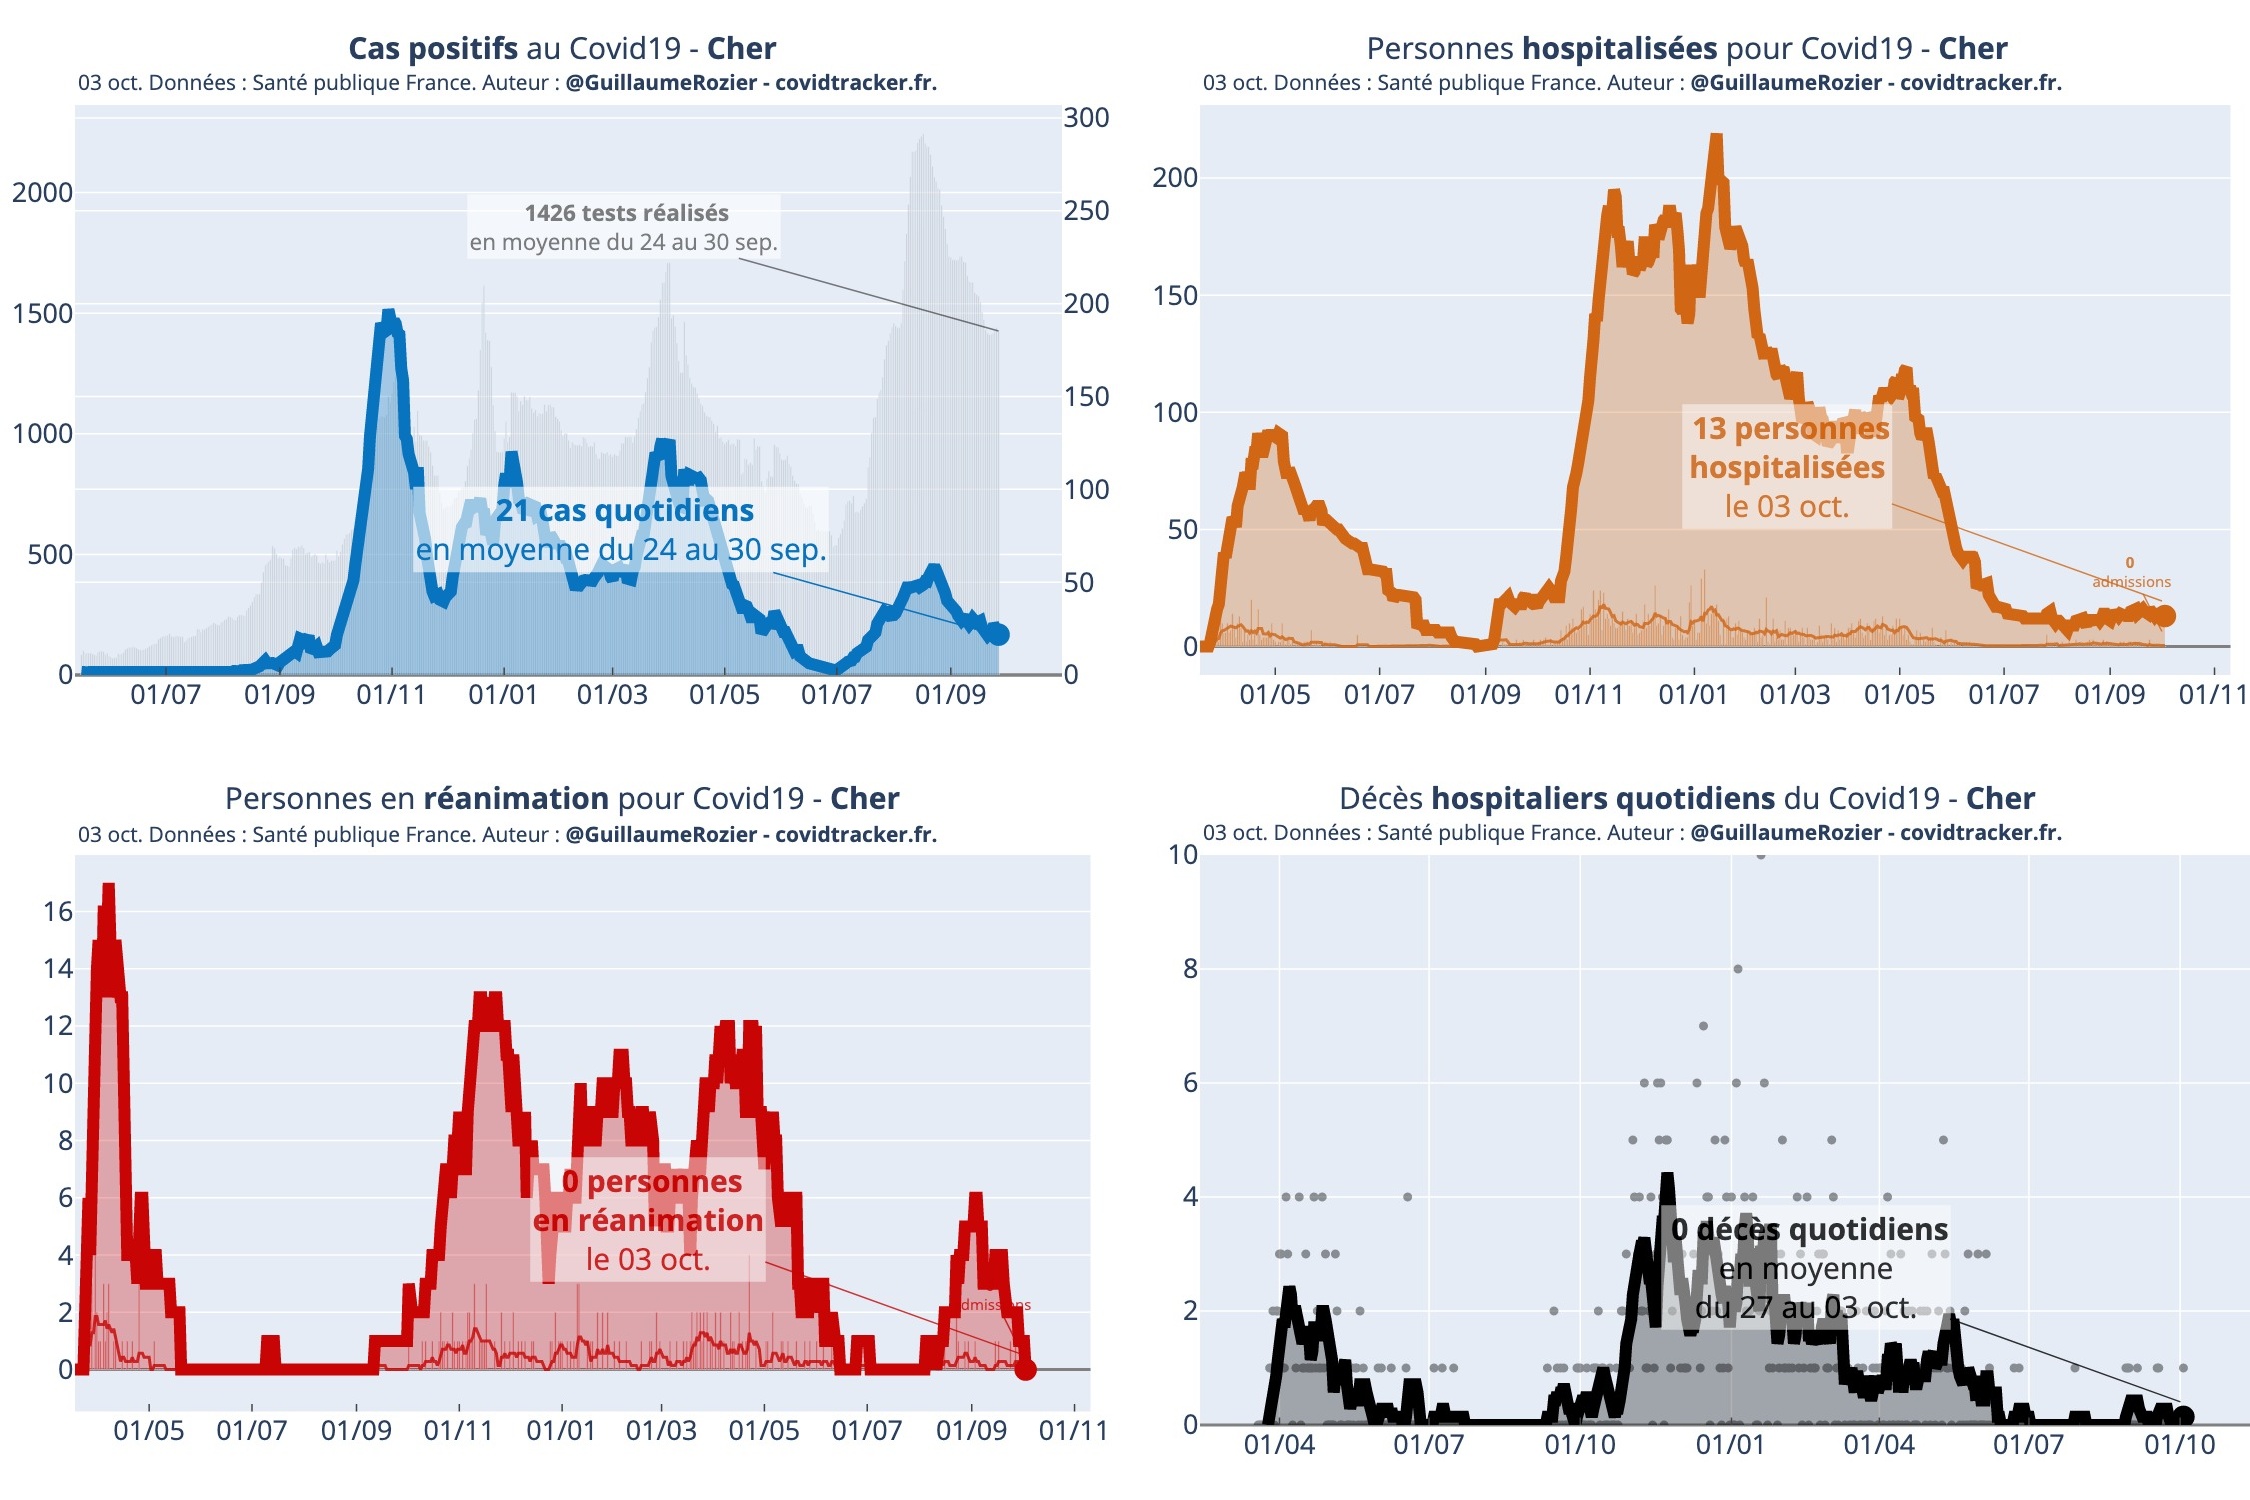 Cas positifs au Covid19 - Cher
03 oct. Données : Santé publique France. Auteur : @GuillaumeRozier - covidtracker.fr.
300
250
200
150
100
50
0
2000
1500
1000
500
0
1426 tests réalisés
en moyenne du 24 au 30 sep.
21 cas quotidiens
en moyenne du 24 au 30 sep.
01/07 01/09 01/11 01/01 01/03 01/05 01/07 01/09
Personnes hospitalisées pour Covid19 - Cher
03 oct. Données : Santé publique France. Auteur : @GuillaumeRozier - covidtracker.fr.
200
150
100
50
0
13 personnes
hospitalisées
le 03 oct.
0
admissions
01/05 01/07 01/09 01/11 01/01 01/03 01/05 01/07 01/09 01/11
Personnes en réanimation pour Covid19 - Cher
03 oct. Données : Santé publique France. Auteur : @GuillaumeRozier - covidtracker.fr.
16
14
12
10
8
6
4
2
0
0 personnes
en réanimation
le 03 oct.
admissions
01/05 01/07 01/09 01/11 01/01 01/03 01/05 01/07 01/09 01/11
Décès hospitaliers quotidiens du Covid19 - Cher
03 oct. Données : Santé publique France. Auteur : @GuillaumeRozier - covidtracker.fr.
10
8
6
4
2
0
0 décès quotidiens
en moyenne
du 27 au 03 oct.
01/04 01/07 01/10 01/01 01/04 01/07 01/10